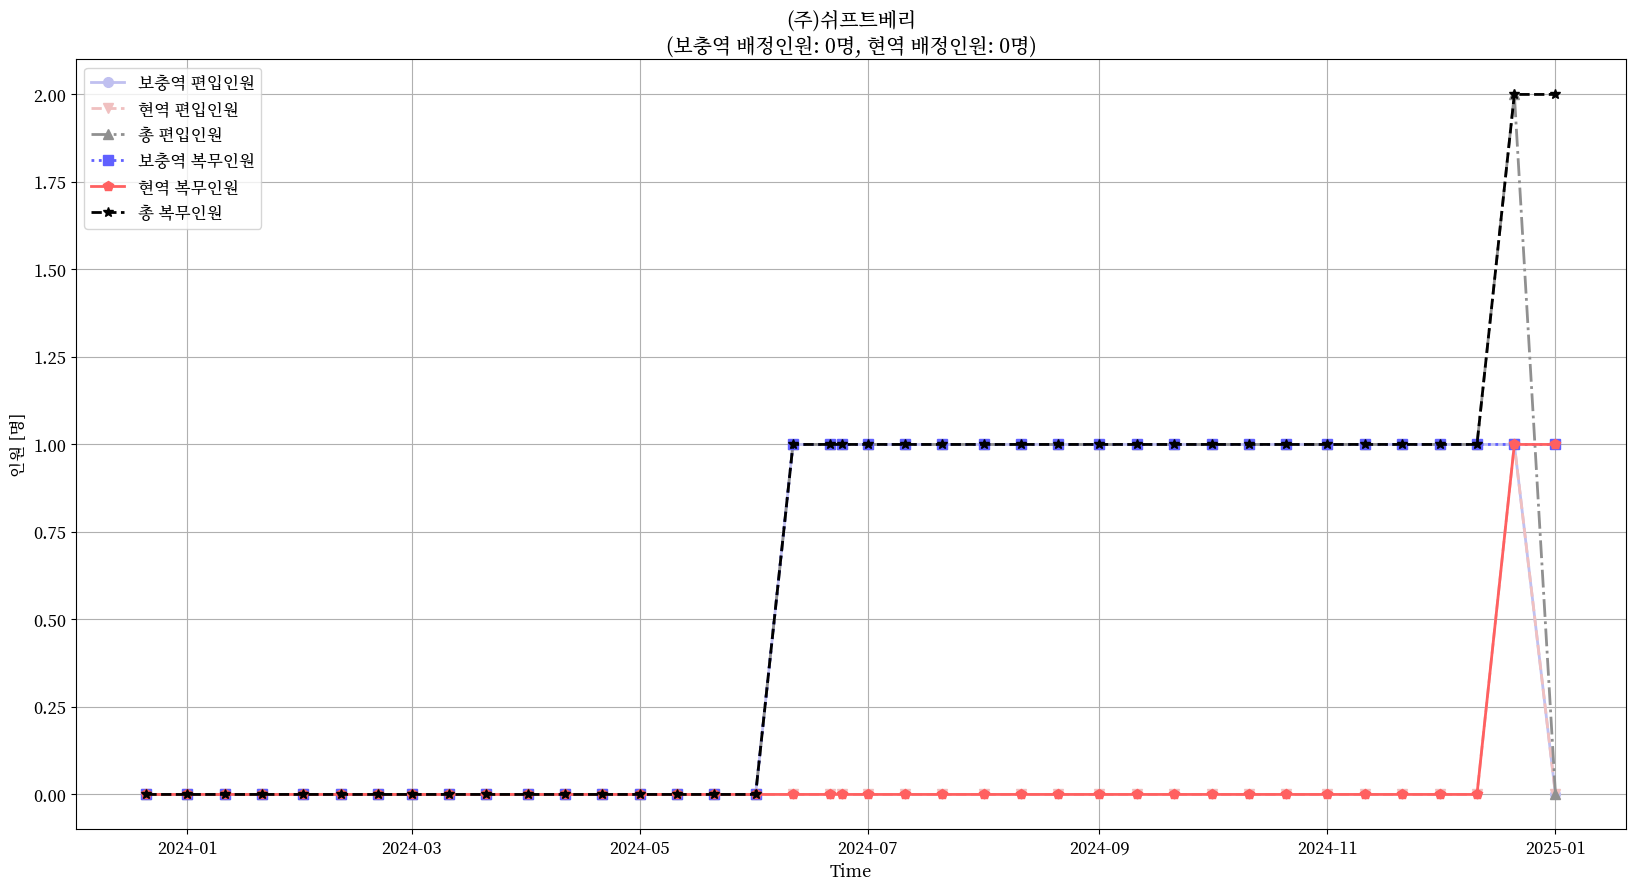 (주)쉬프트베리
(보충역 배정인원: 0명, 현역 배정인원: 0명)
보충역 편입인원
현역 편입인원
총 편입인원
보충역 복무인원
현역 복무인원
총 복무인원
인원 [명]
2.00
1.75
1.50
1.25
1.00
0.75
0.50
0.25
0.00
2024-01
2024-03
2024-05
2024-07
2024-09
2024-11
2025-01
Time